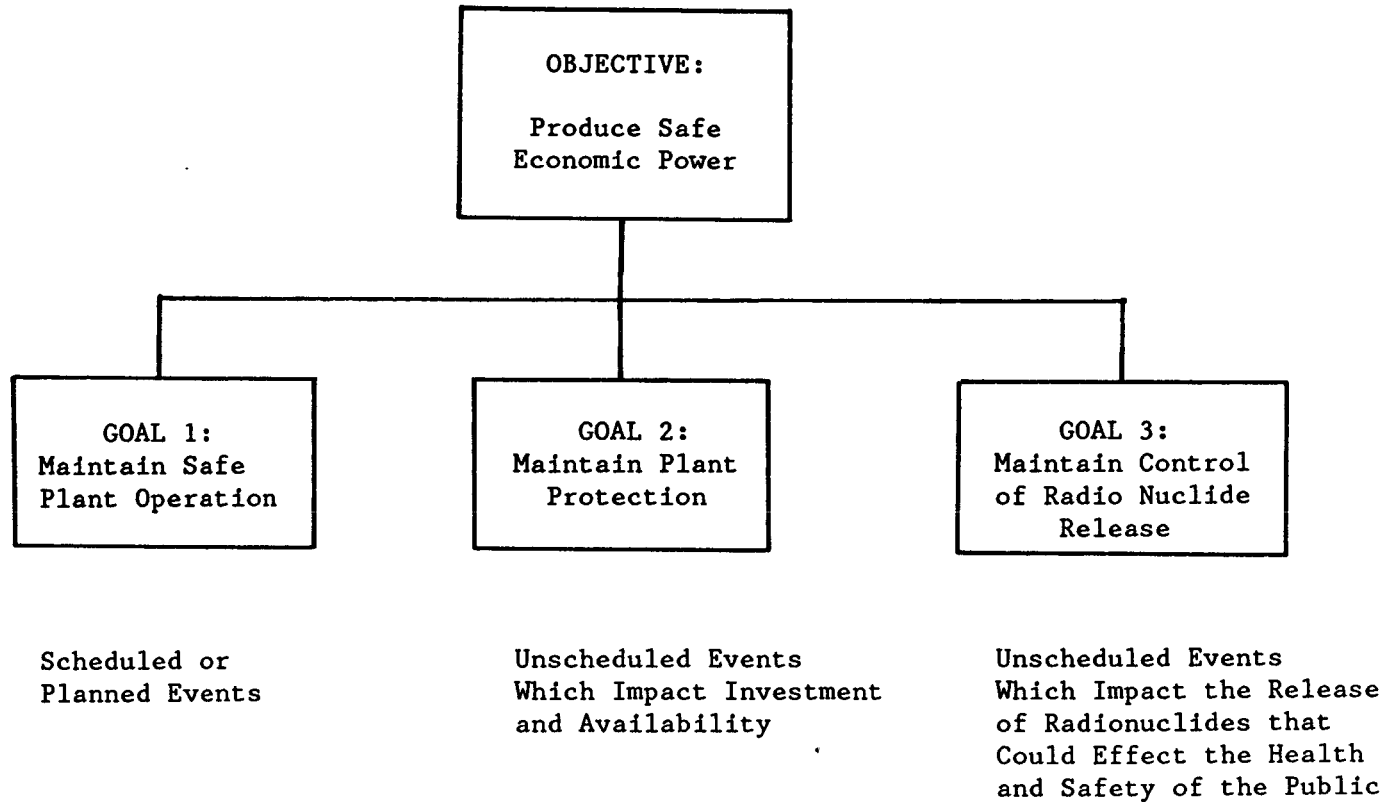 OBJECTIVE:
Produce Safe
Economic Power
GOAL 1:
Maintain Safe
Plant Operation
GOAL 2:
Maintain Plant
Protection
GOAL 3:
Maintain Control
of Radio Nuclide
Release
Scheduled or
Planned Events
Unscheduled Events
Which Impact Investment
and Availability
Unscheduled Events
Which Impact the Release
of Radionuclides that
Could Effect the Health
and Safety of the Public